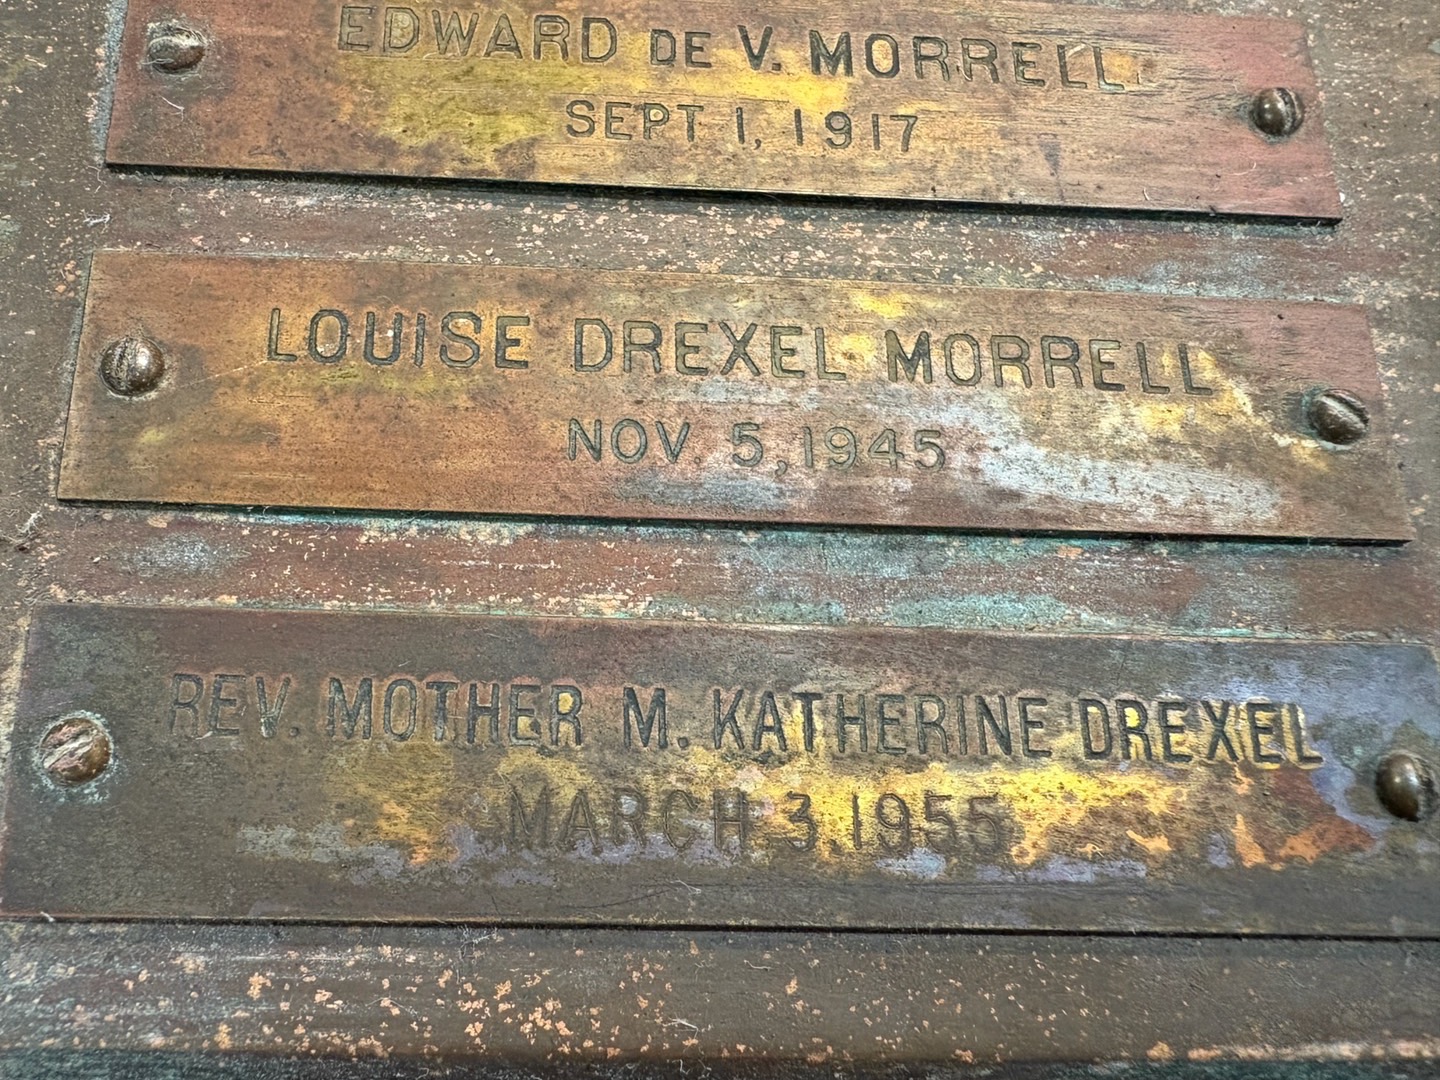 EDWARD DE V. MORRELL
SEPT 1, 1917
LOUISE DREXEL MORRELL
NOV. 5, 1945
REV. MOTHER M. KATHERINE DREXEL
MARCH 3, 1955